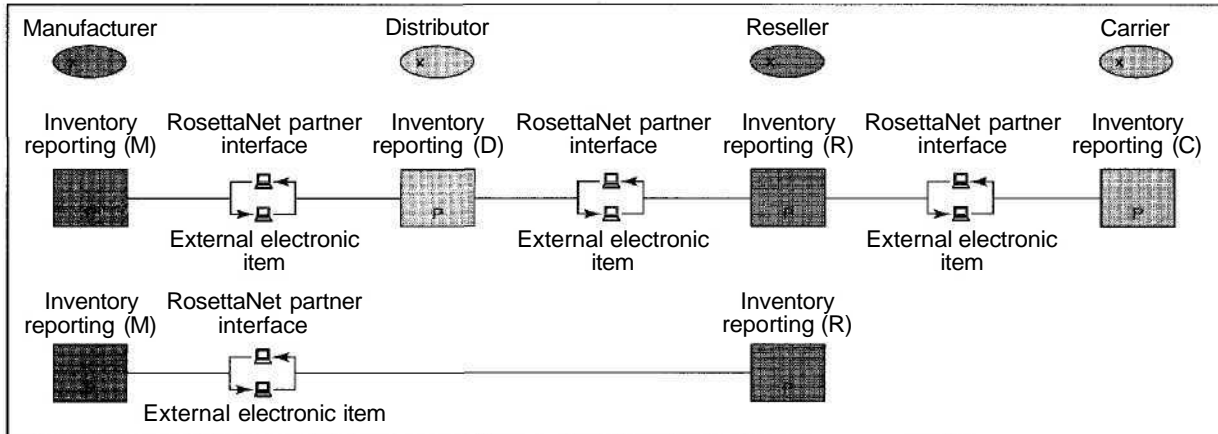 Manufacturer
Distributor
Reseller
Carrier
x
x
x
Inventory
reporting (M)
RosettaNet partner
interface
Inventory
reporting (D)
RosettaNet partner
interface
Inventory
reporting (R)
RosettaNet partner
interface
Inventory
reporting (C)
P
P
P
External electronic
item
External electronic
item
External electronic
item
Inventory
reporting (M)
RosettaNet partner
interface
Inventory
reporting (R)
P
External electronic item